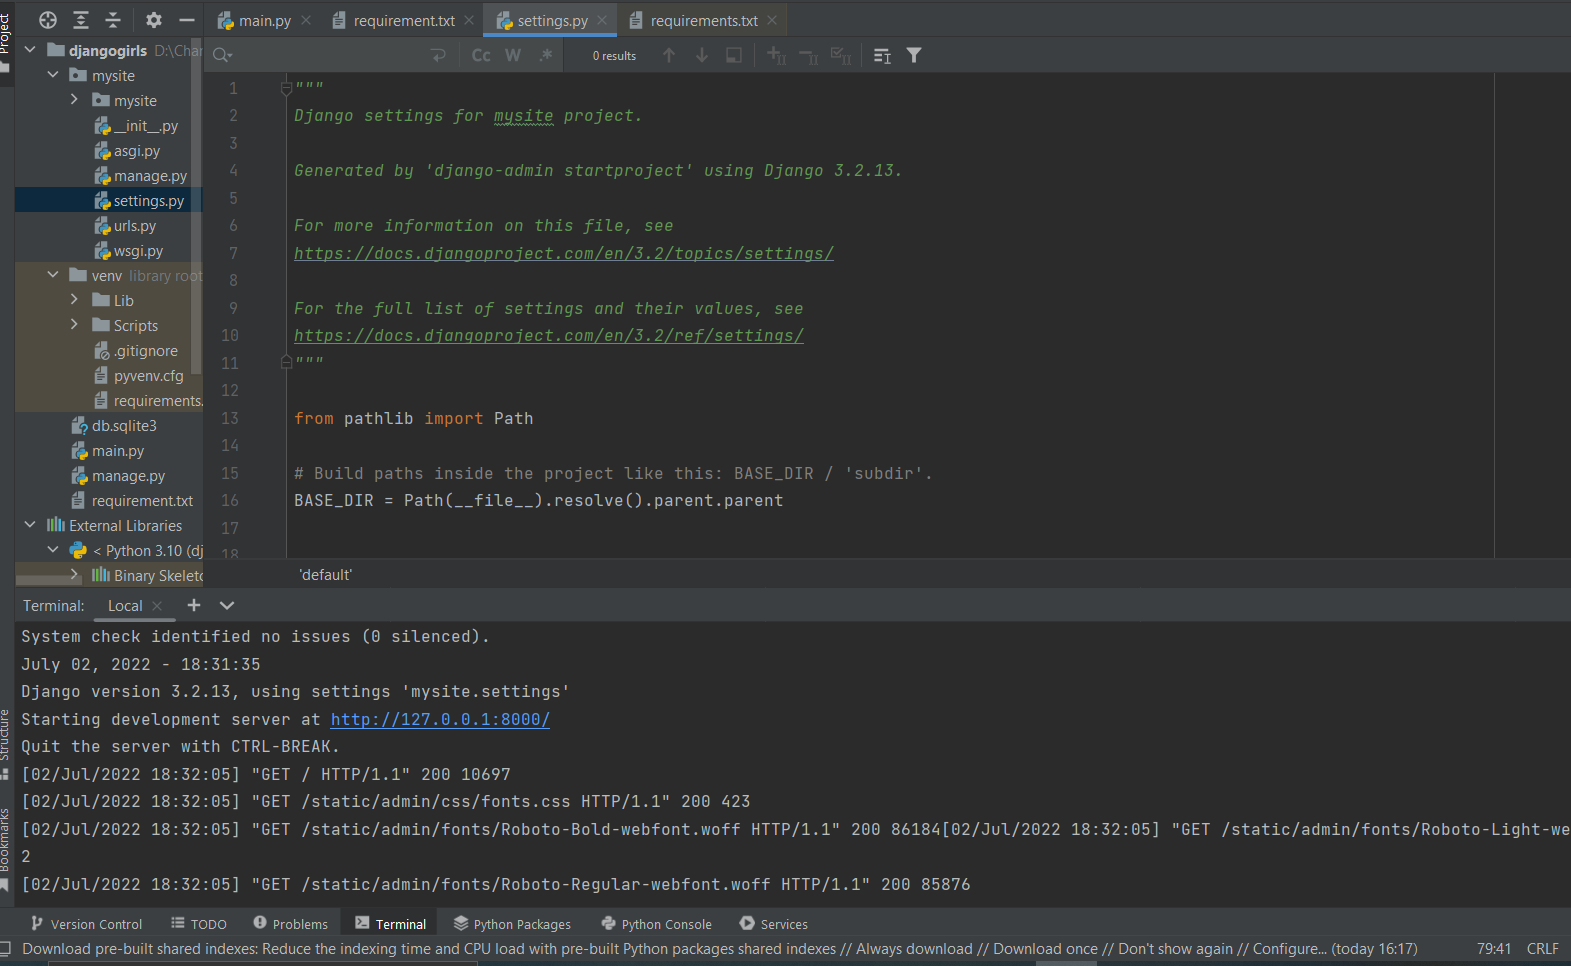 Project
main.py
requirement.txt
settings.py
requirements.txt
djangogirls D:\Cha
Cc W .*
0 results
mysite
mysite
__init__.py
asgi.py
manage.py
settings.py
urls.py
wsgi.py
venv library root
Lib
Scripts
.gitignore
pyvenv.cfg
requirements.
db.sqlite3
main.py
manage.py
requirement.txt
External Libraries
< Python 3.10 (dj
Binary Skeleto
1 """
2 Django settings for mysite project.
3
4 Generated by 'django-admin startproject' using Django 3.2.13.
5
6 For more information on this file, see
7 https://docs.djangoproject.com/en/3.2/topics/settings/
8
9 For the full list of settings and their values, see
10 https://docs.djangoproject.com/en/3.2/ref/settings/
11 """
12
13 from pathlib import Path
14
15 # Build paths inside the project like this: BASE_DIR / 'subdir'.
16 BASE_DIR = Path(__file__).resolve().parent.parent
17
18
'default'
Terminal: Local
System check identified no issues (0 silenced).
July 02, 2022 - 18:31:35
Django version 3.2.13, using settings 'mysite.settings'
Starting development server at http://127.0.0.1:8000/
Quit the server with CTRL-BREAK.
[02/Jul/2022 18:32:05] "GET / HTTP/1.1" 200 10697
[02/Jul/2022 18:32:05] "GET /static/admin/css/fonts.css HTTP/1.1" 200 423
[02/Jul/2022 18:32:05] "GET /static/admin/fonts/Roboto-Bold-webfont.woff HTTP/1.1" 200 86184[02/Jul/2022 18:32:05] "GET /static/admin/fonts/Roboto-Light-we
2
[02/Jul/2022 18:32:05] "GET /static/admin/fonts/Roboto-Regular-webfont.woff HTTP/1.1" 200 85876
Structure
Bookmarks
Version Control
TODO
Problems
Terminal
Python Packages
Python Console
Services
Download pre-built shared indexes: Reduce the indexing time and CPU load with pre-built Python packages shared indexes // Always download // Download once // Don't show again // Configure... (today 16:17)
79:41 CRLF